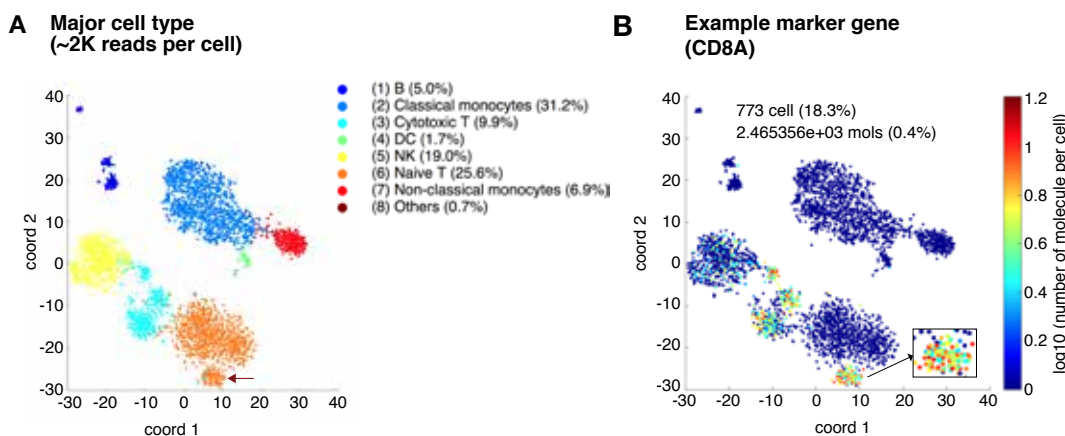 A Major cell type
(~2K reads per cell)
(1) B (5.0%)
(2) Classical monocytes (31.2%)
(3) Cytotoxic T (9.9%)
(4) DC (1.7%)
(5) NK (19.0%)
(6) Naive T (25.6%)
(7) Non-classical monocytes (6.9%)
(8) Others (0.7%)
40
30
20
10
0
-10
-20
-30
coord 2
-30 -20 -10 0 10 20 30 40
coord 1
B Example marker gene
(CD8A)
773 cell (18.3%)
2.465356e+03 mols (0.4%)
40
30
20
10
0
-10
-20
-30
coord 2
-30 -20 -10 0 10 20 30 40
coord 1
1.2
1
0.8
0.6
0.4
0.2
0
log10 (number of molecule per cell)